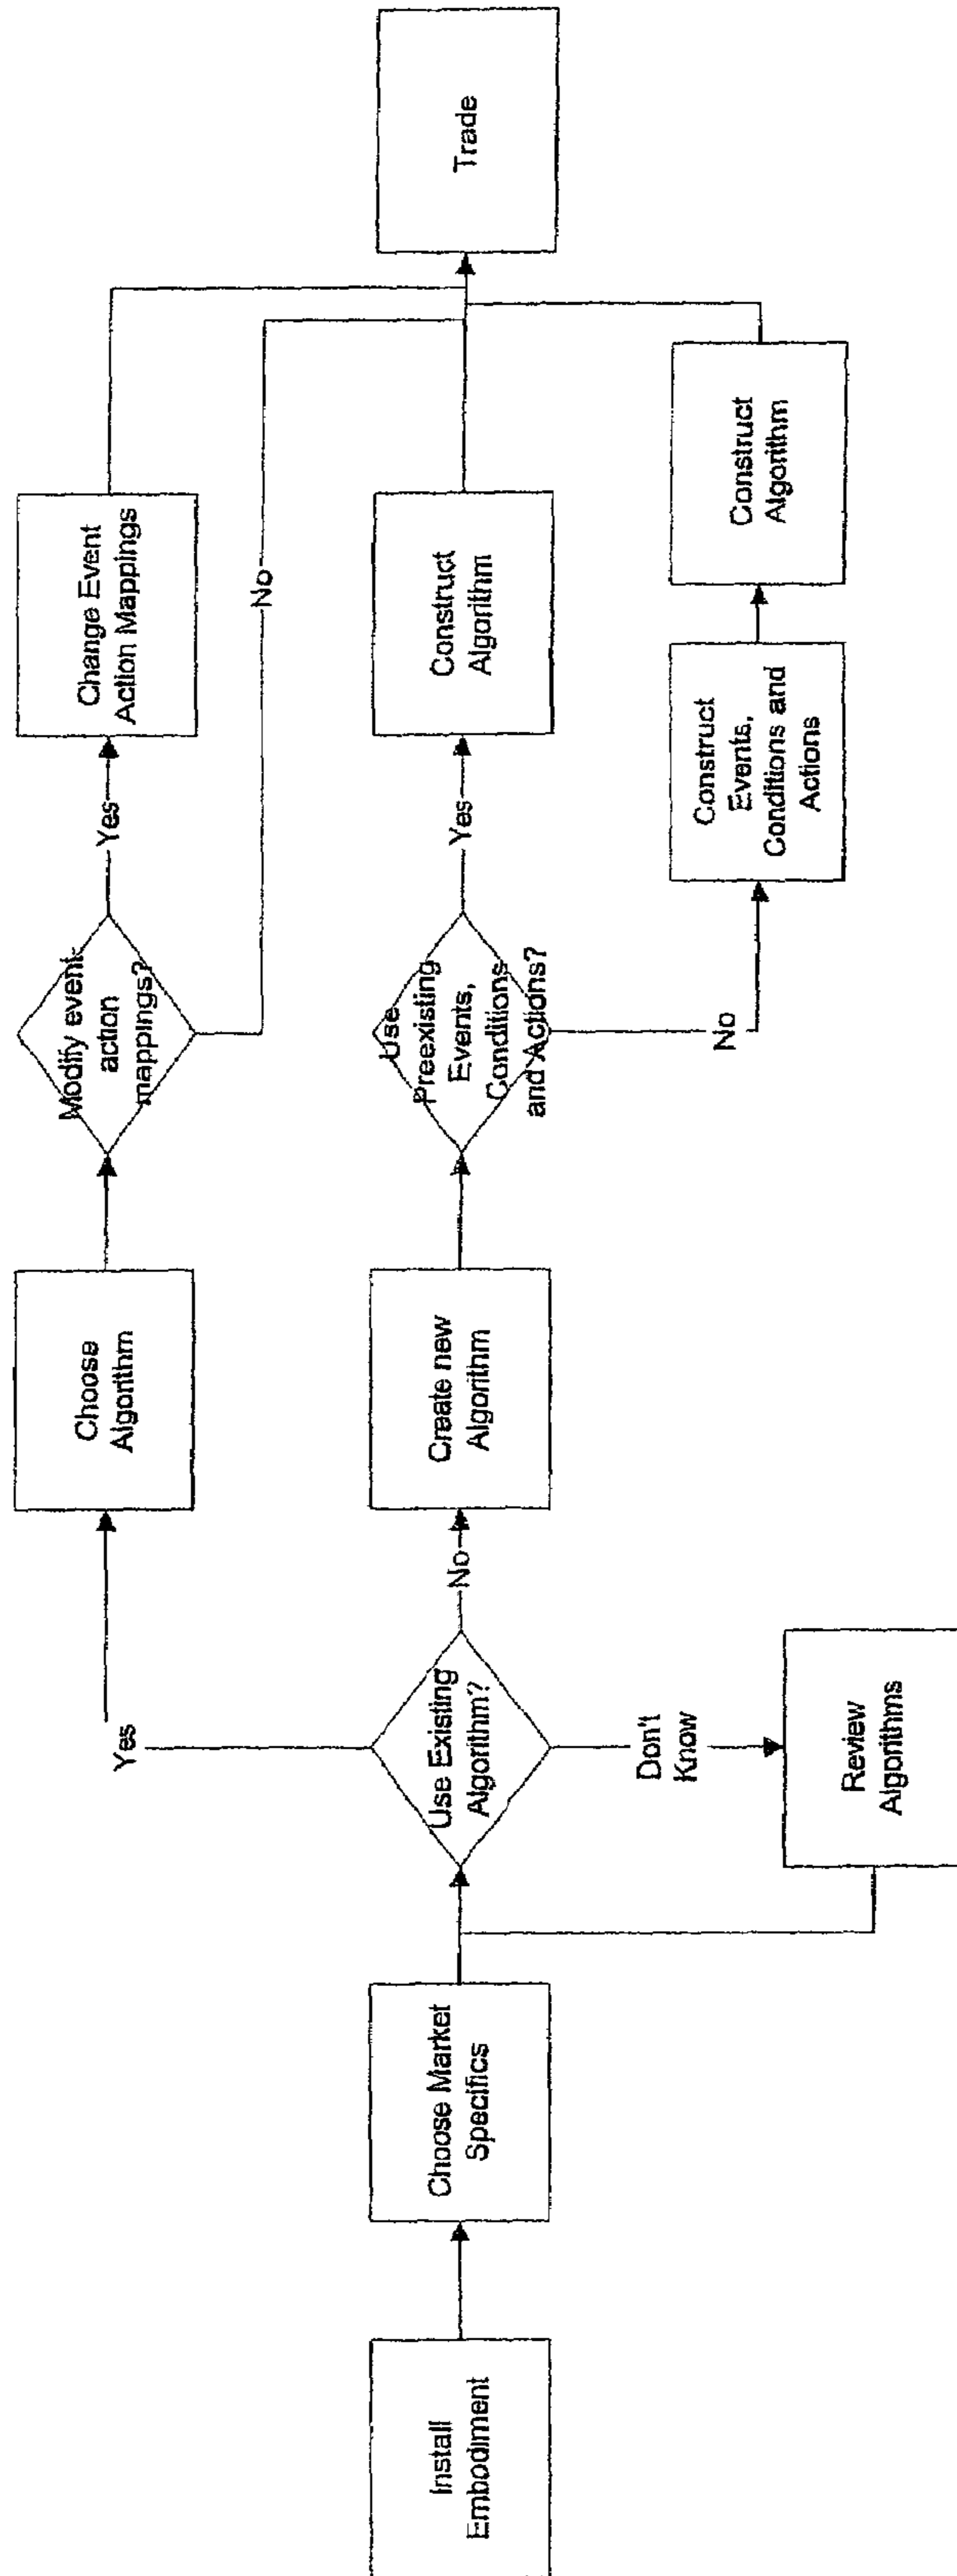 Install
Embodiment
Choose Market
Specifics
Use Existing
Algorithm?
Yes
No
Don't
Know
Review
Algorithms
Choose
Algorithm
Create new
Algorithm
Modify event-
action
mappings?
Yes
No
Use
Preexisting
Events,
Conditions
and Actions?
Yes
No
Change Event
Action Mappings
Construct
Algorithm
Construct
Events,
Conditions and
Actions
Construct
Algorithm
Trade